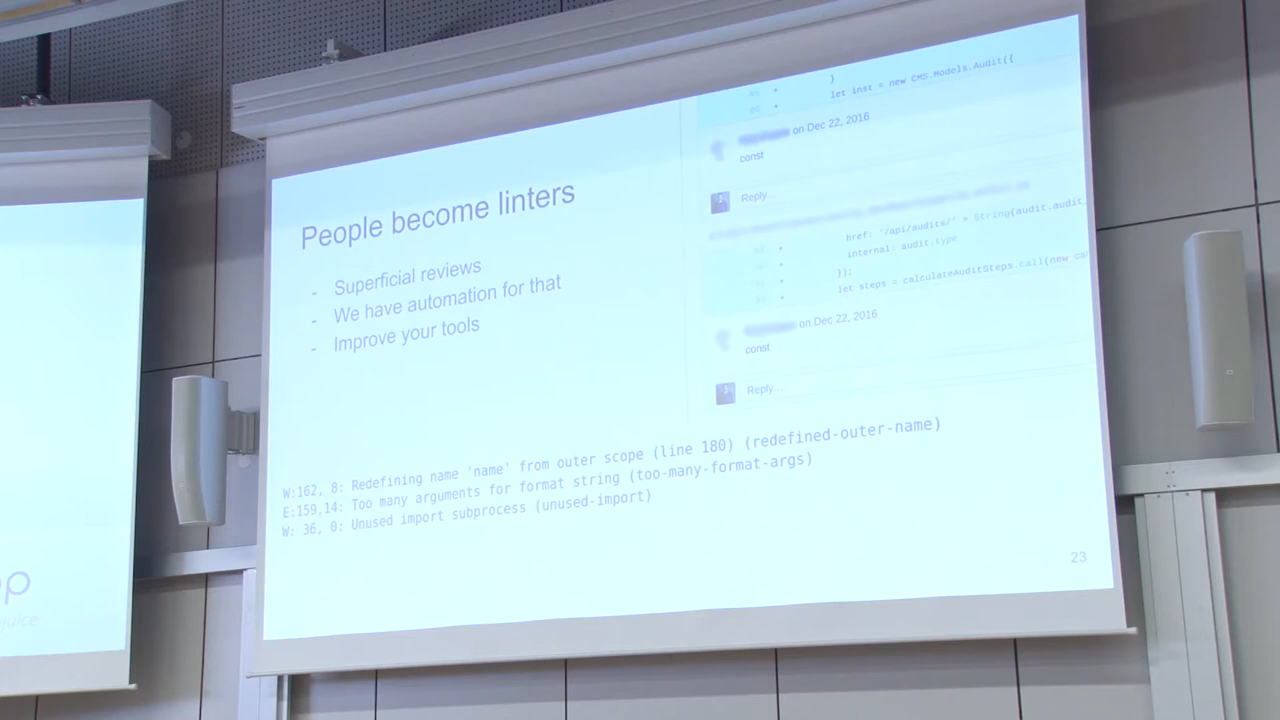 People become linters
- Superficial reviews
- We have automation for that
- Improve your tools
}
let inst = new CMS.Models.Audit({
on Dec 22, 2016
const
Reply…
href: '/api/audits/' + String(audit.audit_
internal: audit.type
});
let steps = calculateAuditSteps.call(new
on Dec 22, 2016
const
Reply…
W:162, 8: Redefining name 'name' from outer scope (line 180) (redefined-outer-name)
E:159,14: Too many arguments for format string (too-many-format-args)
W: 36, 0: Unused import subprocess (unused-import)
23